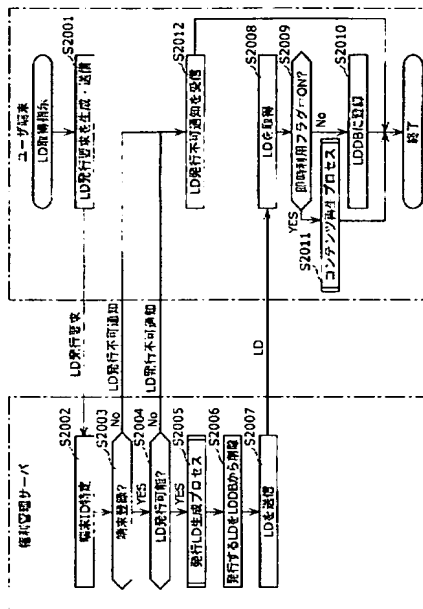 ユーザ端末
LD取得指示
S2001
LD発行要求を生成・送信
S2012
LD発行不可通知を受信
S2008
LDを取得
S2009
即時利用フラグ=ON?
No
YES
S2010
LDDBに登録
S2011
コンテンツ再生プロセス
終了
LD発行要求
LD発行不可通知
LD発行不可通知
LD
権利管理サーバ
S2002
端末ID特定
S2003
端末登録?
No
YES
S2004
LD発行可能?
No
YES
S2005
発行LD生成プロセス
S2006
発行するLDをLDDBから削除
S2007
LDを送信